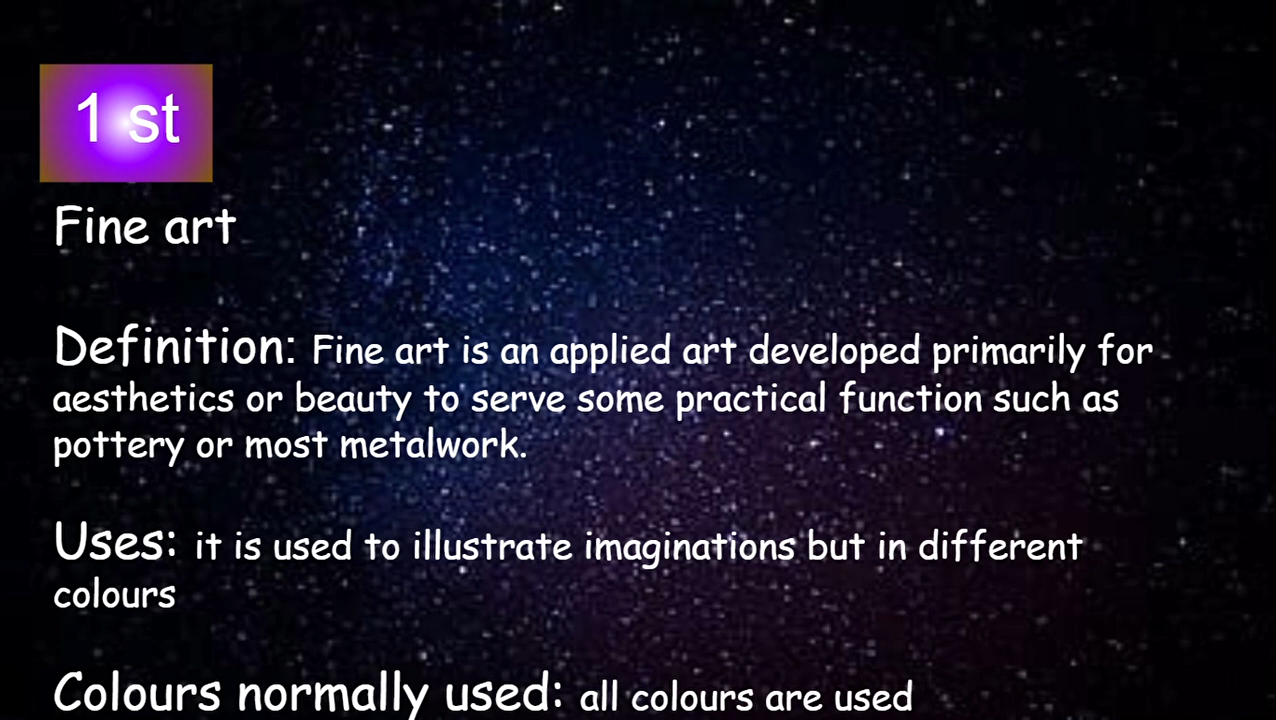 1 st
Fine art
Definition: Fine art is an applied art developed primarily for
aesthetics or beauty to serve some practical function such as
pottery or most metalwork.
Uses: it is used to illustrate imaginations but in different
colours
Colours normally used: all colours are used